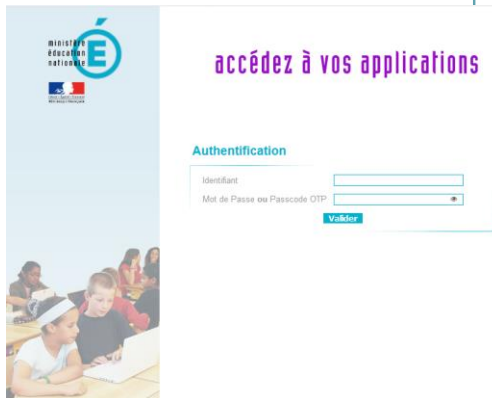 ministère
éducation
nationale
É
accédez à vos applications
Authentification
Identifiant
Mot de Passe ou Passcode OTP
Valider